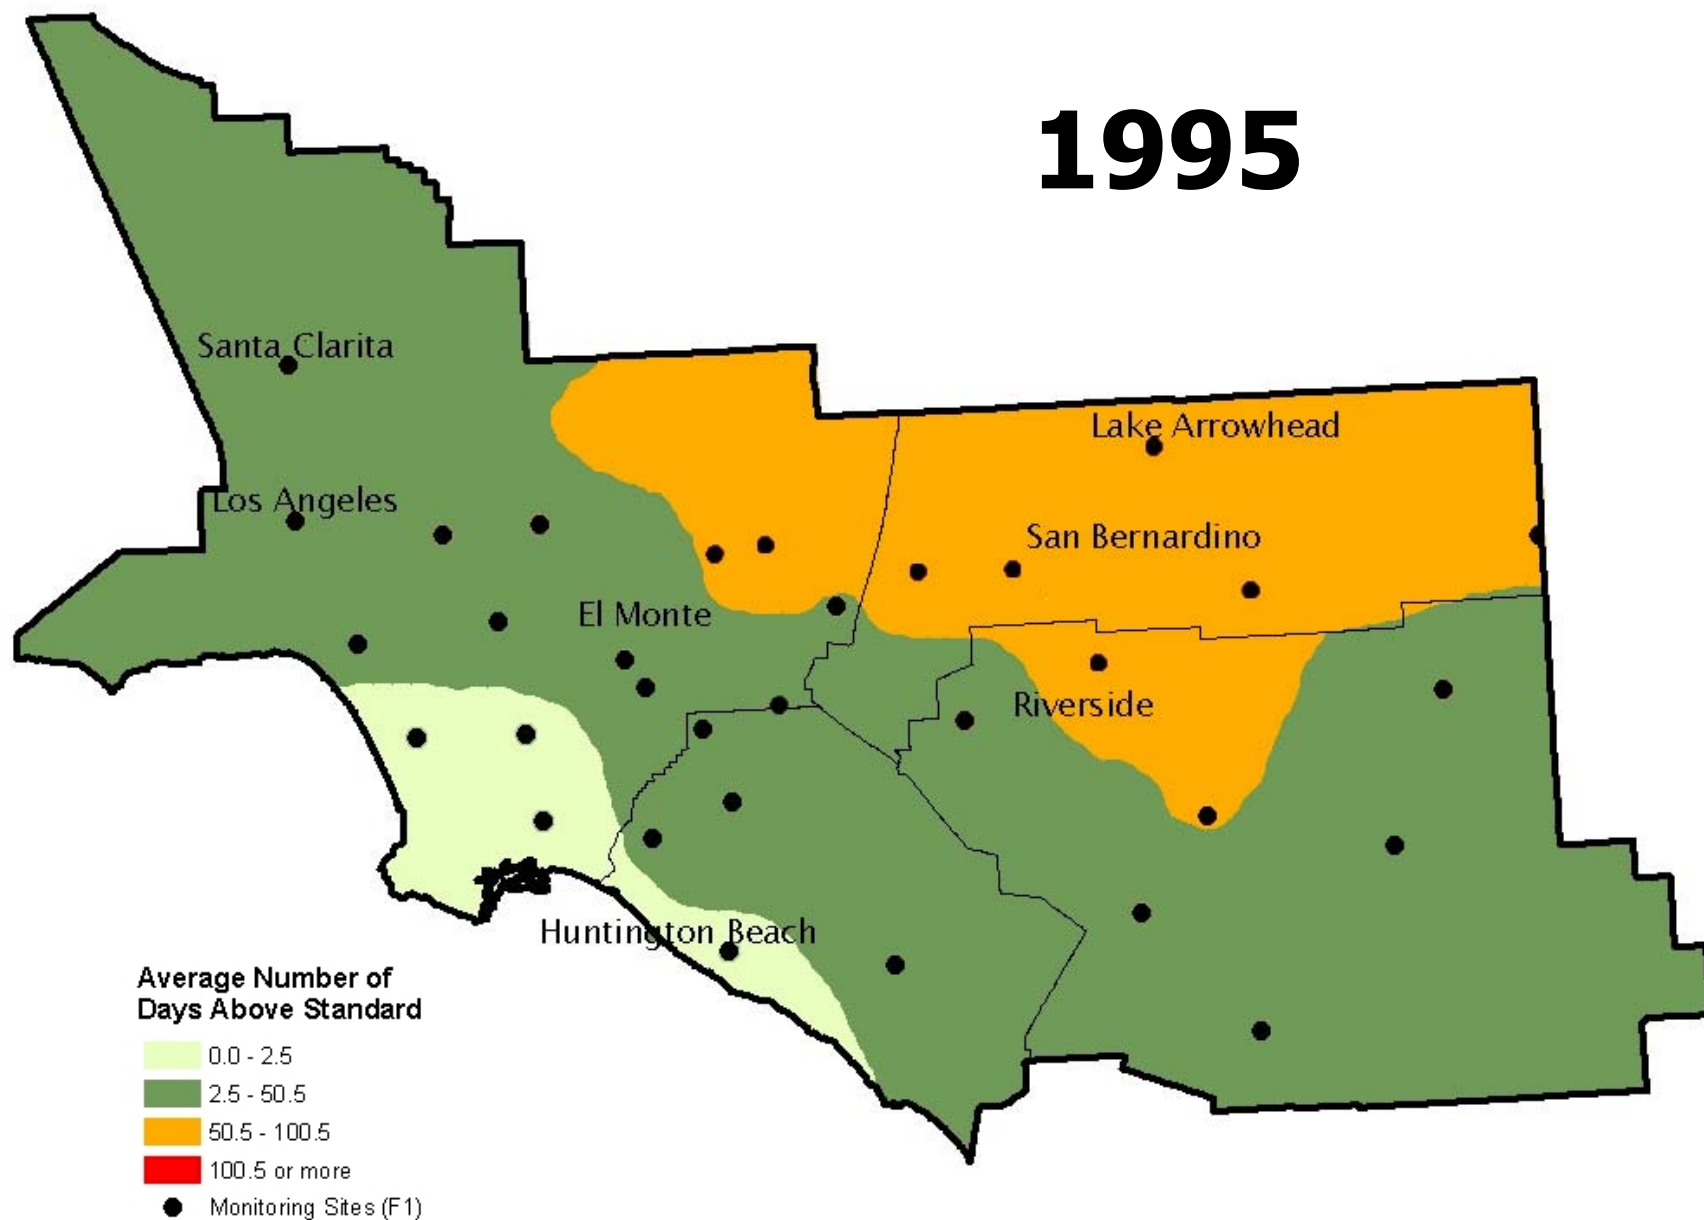 1995
Santa Clarita
Lake Arrowhead
Los Angeles
San Bernardino
El Monte
Riverside
Huntington Beach
Average Number of
Days Above Standard
0.0 - 2.5
2.5 - 50.5
50.5 - 100.5
100.5 or more
Monitoring Sites (F1)